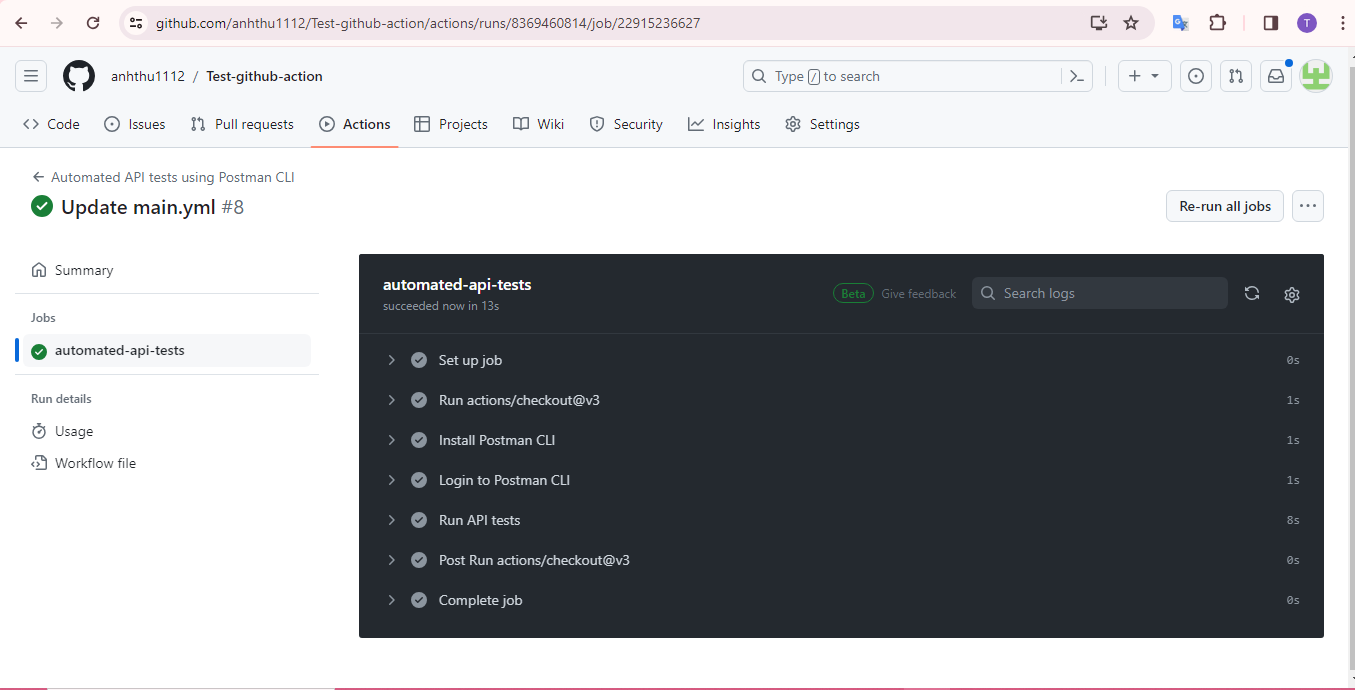 github.com/anhthu1112/Test-github-action/actions/runs/8369460814/job/22915236627
T
anhthu1112 / Test-github-action
Type / to search
Code Issues Pull requests Actions Projects Wiki Security Insights Settings
Automated API tests using Postman CLI
Update main.yml #8
Re-run all jobs
Summary
Jobs
automated-api-tests
Run details
Usage
Workflow file
automated-api-tests
succeeded now in 13s
Beta Give feedback
Search logs
Set up job 0s
Run actions/checkout@v3 1s
Install Postman CLI 1s
Login to Postman CLI 1s
Run API tests 8s
Post Run actions/checkout@v3 0s
Complete job 0s